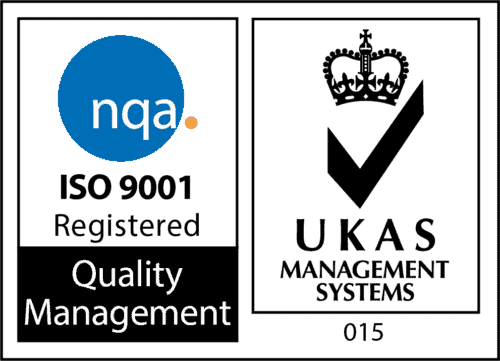 nqa.
ISO 9001
Registered
Quality
Management
UKAS
MANAGEMENT
SYSTEMS
015